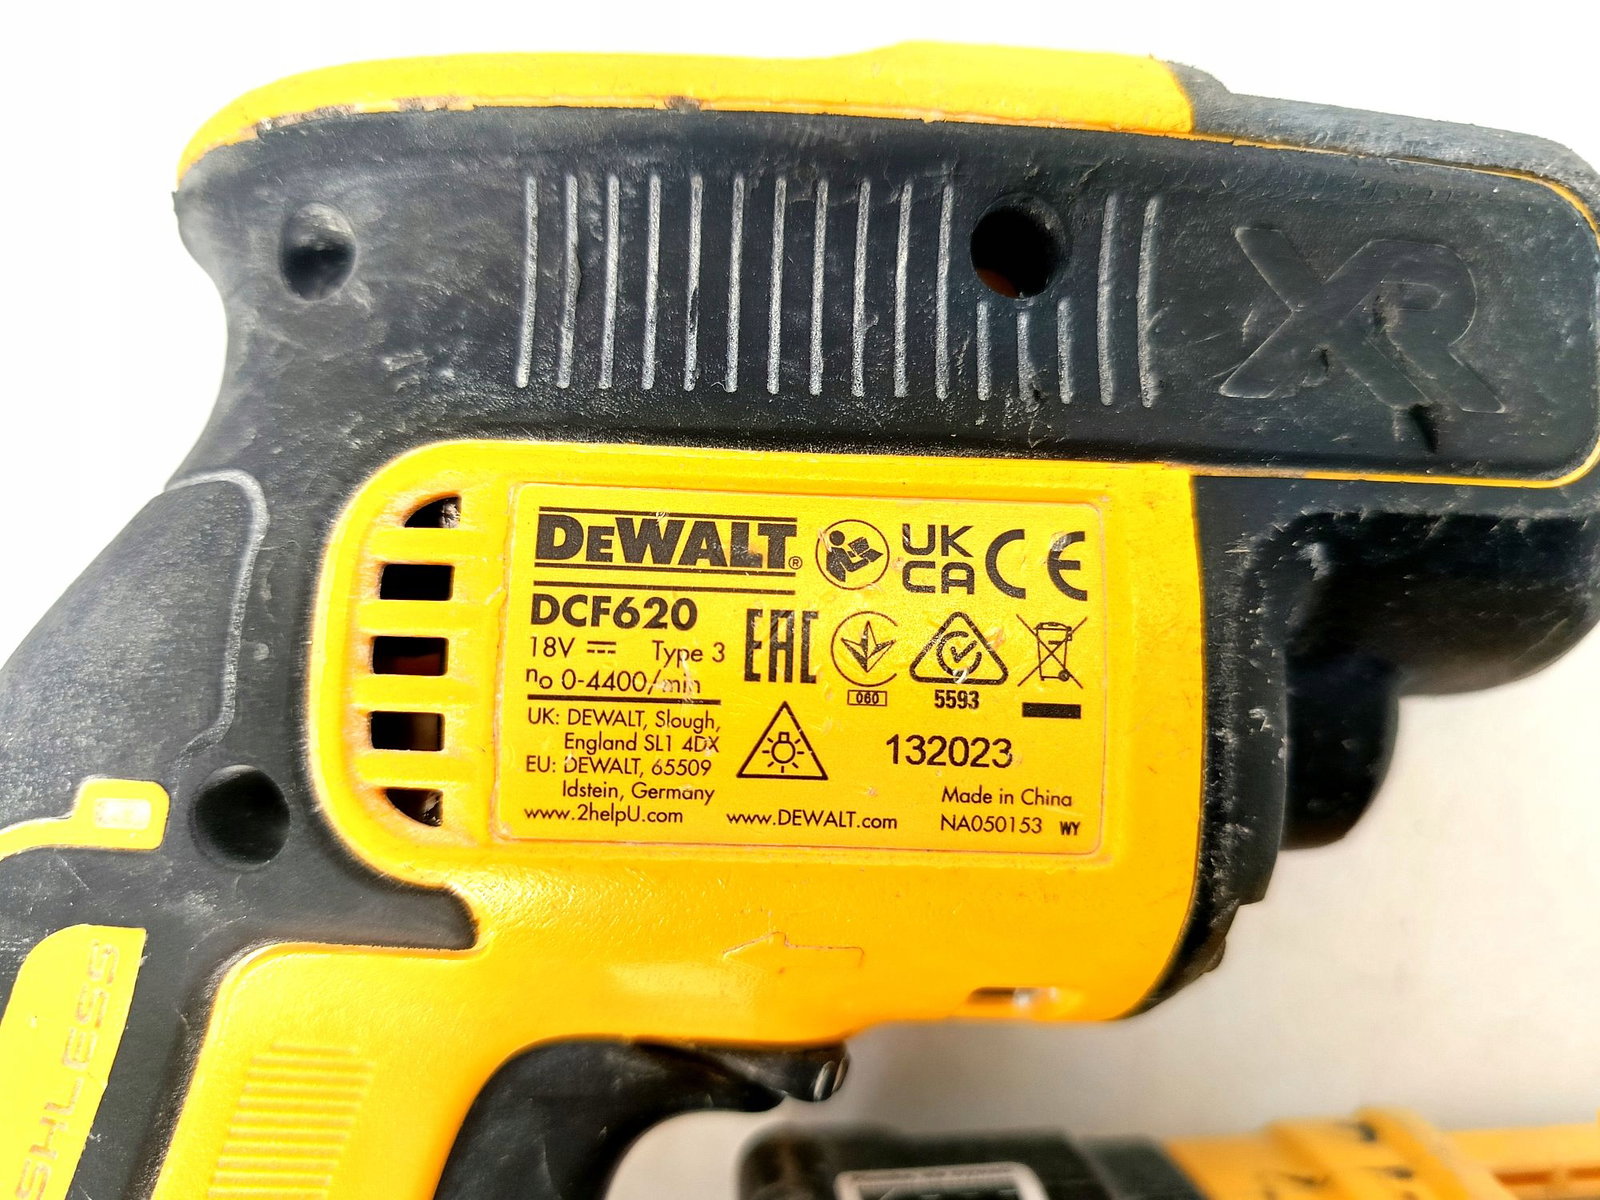 XR
DEWALT®
UK
CA CE
DCF620
18V ⎓ Type 3
EAC
n₀ 0-4400/min
060
5593
UK: DEWALT, Slough,
England SL1 4DX
EU: DEWALT, 65509
Idstein, Germany
132023
Made in China
www.2helpU.com
www.DEWALT.com
NA050153 WY
SHLESS